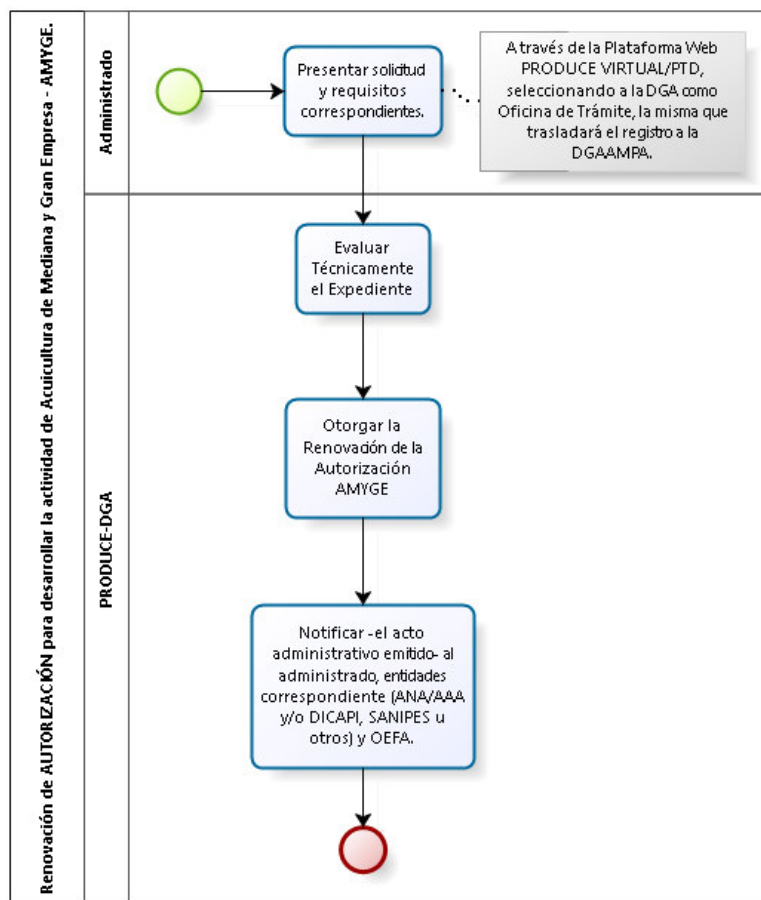 Renovación de AUTORIZACIÓN para desarrollar la actividad de Acuicultura de Mediana y Gran Empresa - AMYGE.
Administrado
Presentar solicitud
y requisitos
correspondientes.
A través de la Plataforma Web
PRODUCE VIRTUAL/PTD,
seleccionando a la DGA como
Oficina de Trámite, la misma que
trasladará el registro a la
DGAAMPA.
PRODUCE-DGA
Evaluar
Técnicamente
el Expediente
Otorgar la
Renovación de la
Autorización
AMYGE
Notificar -el acto
administrativo emitido- al
administrado, entidades
correspondiente (ANA/AAA
y/o DICAPI, SANIPES u
otros) y OEFA.